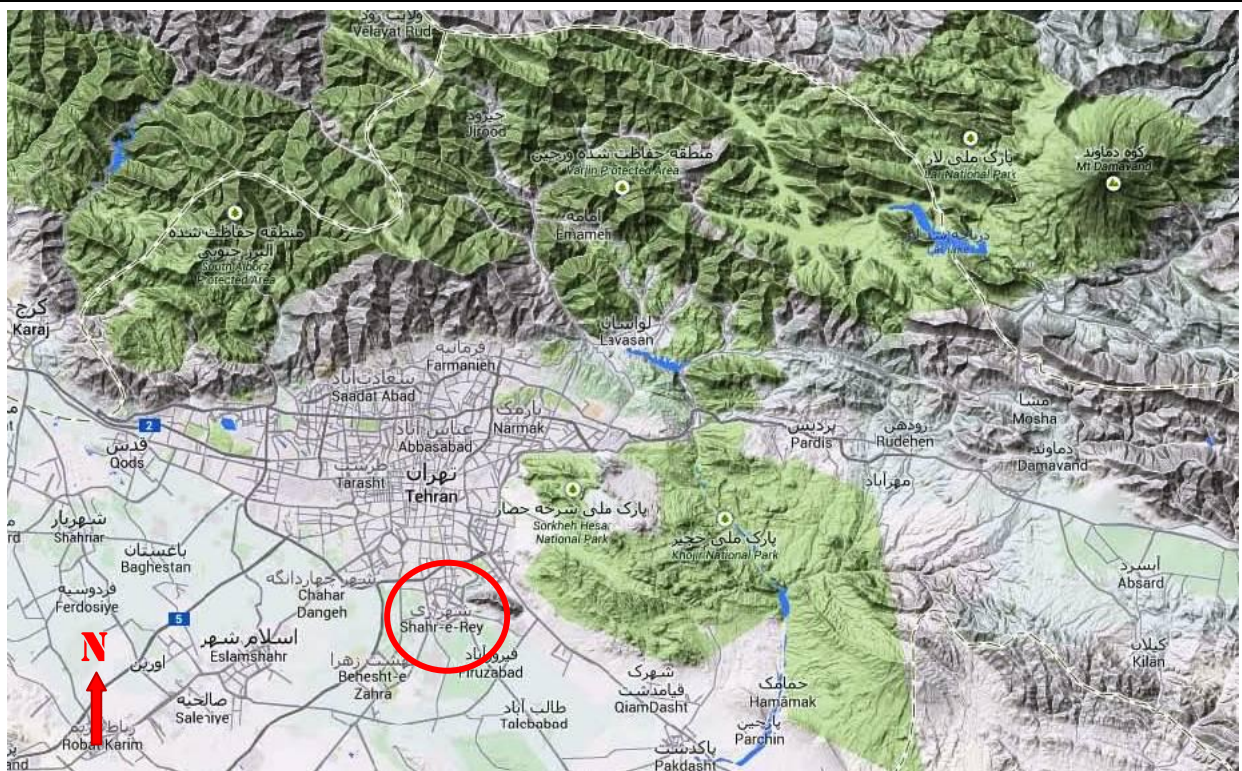 ولايت رود
Velayat Rud
جيرود
Jirood
منطقه حفاظت شده ورجین
Varjin Protected Area
پارک ملی لار
Lar National Park
کوه دماوند
Mt Damavand
امامه
Emameh
منطقه حفاظت شده
البرز جنوبی
South Alborz
Protected Area
کرج
Karaj
لواسان
Lavasan
فرمانیه
Farmanieh
سعادت‌آباد
Saadat Abad
نارمک
Narmak
عباس آباد
Abbasabad
2
قدس
Qods
طرشت
Tarasht
تهران
Tehran
پردیس
Pardis
رودهن
Rudehen
مشا
Mosha
دماوند
Damavand
مهرآباد
پارک ملی سرخه حصار
Sorkheh Hesar
National Park
پارک ملی خجیر
Khojir National Park
شهریار
Shahriar
باغستان
Baghestan
فردوسیه
Ferdosiye
شهر چهاردانگه
Chahar
Dangeh
آبسرد
Absard
5
شهرری
Shahr-e-Rey
اسلام شهر
Eslamshahr
N
اورین
بهشت زهرا
Behesht-e
Zahra
فیروزآباد
Firuzabad
شهرک
قیامدشت
QiamDasht
کیلان
Kilan
صالحیه
Salehiye
طالب آباد
Talebabad
حمامک
Hamamak
پارچین
Parchin
Robat Karim
پاکدشت
Pakdasht